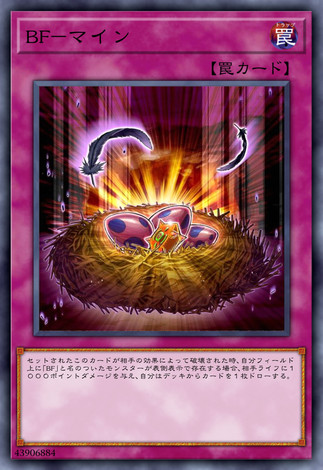 BF-マイン
トラップ
罠
【罠カード】
セットされたこのカードが相手の効果によって破壊された時、自分フィールド
上に「BF」と名のついたモンスターが表側表示で存在する場合、相手ライフに１
０００ポイントダメージを与え、自分はデッキからカードを１枚ドローする。
43906884